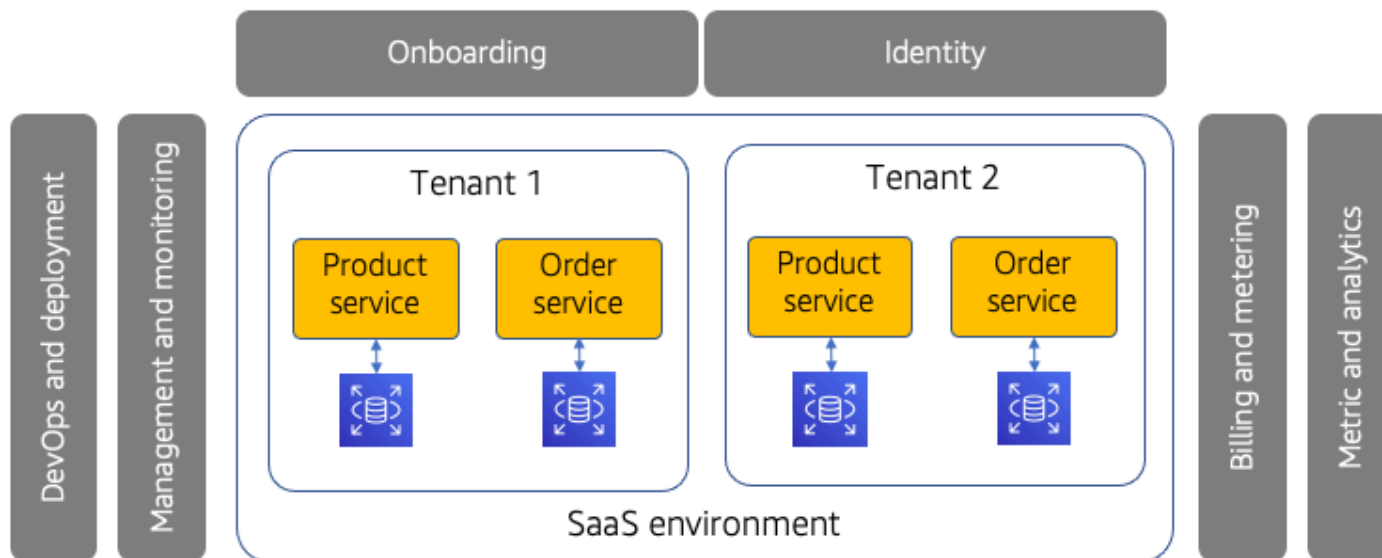 Onboarding
Identity
DevOps and deployment
Management and monitoring
Tenant 1
Product
service
Order
service
Tenant 2
Product
service
Order
service
SaaS environment
Billing and metering
Metric and analytics